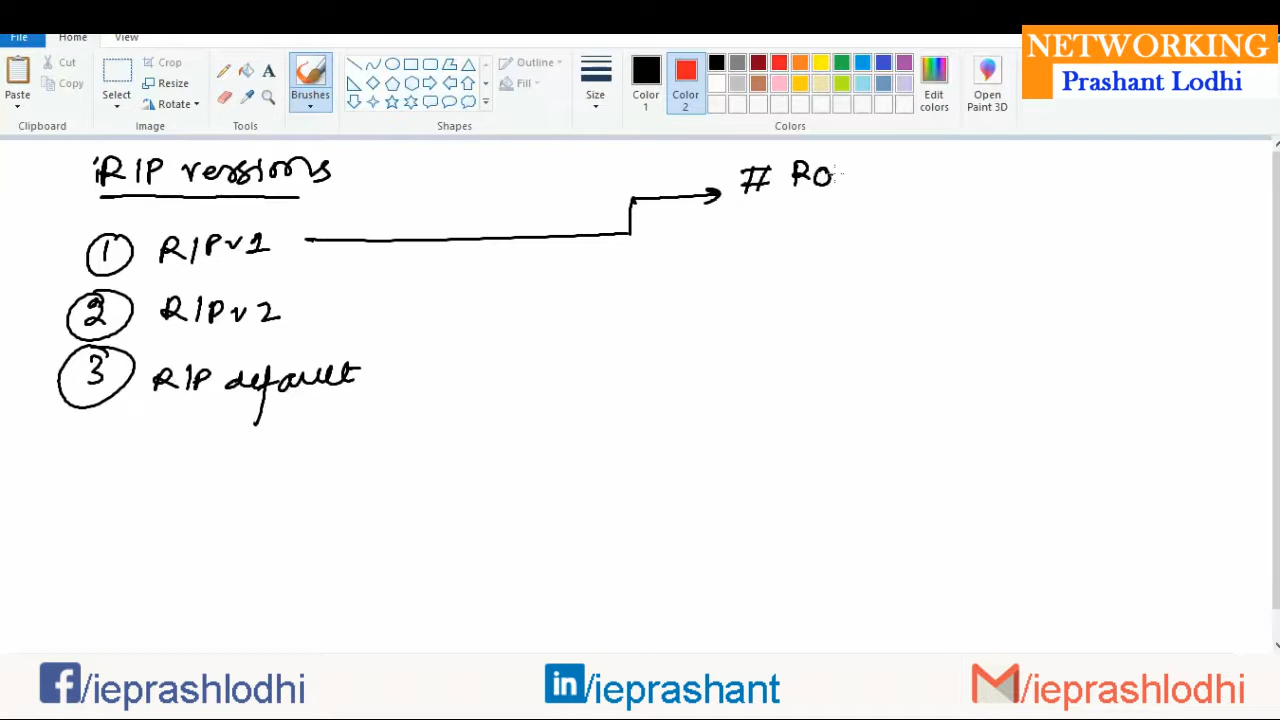 File Home View
NETWORKING
Prashant Lodhi
Paste
Cut
Copy
Clipboard
Select
Crop
Resize
Rotate
Image
A
Tools
Brushes
Shapes
Outline
Fill
Size
Color 1
Color 2
Colors
Edit colors
Open Paint 3D
RIP versions
# RO
1 RIPv1
2 RIPv2
3 RIP default
f/ieprashlodhi
in/ieprashant
/ieprashlodhi